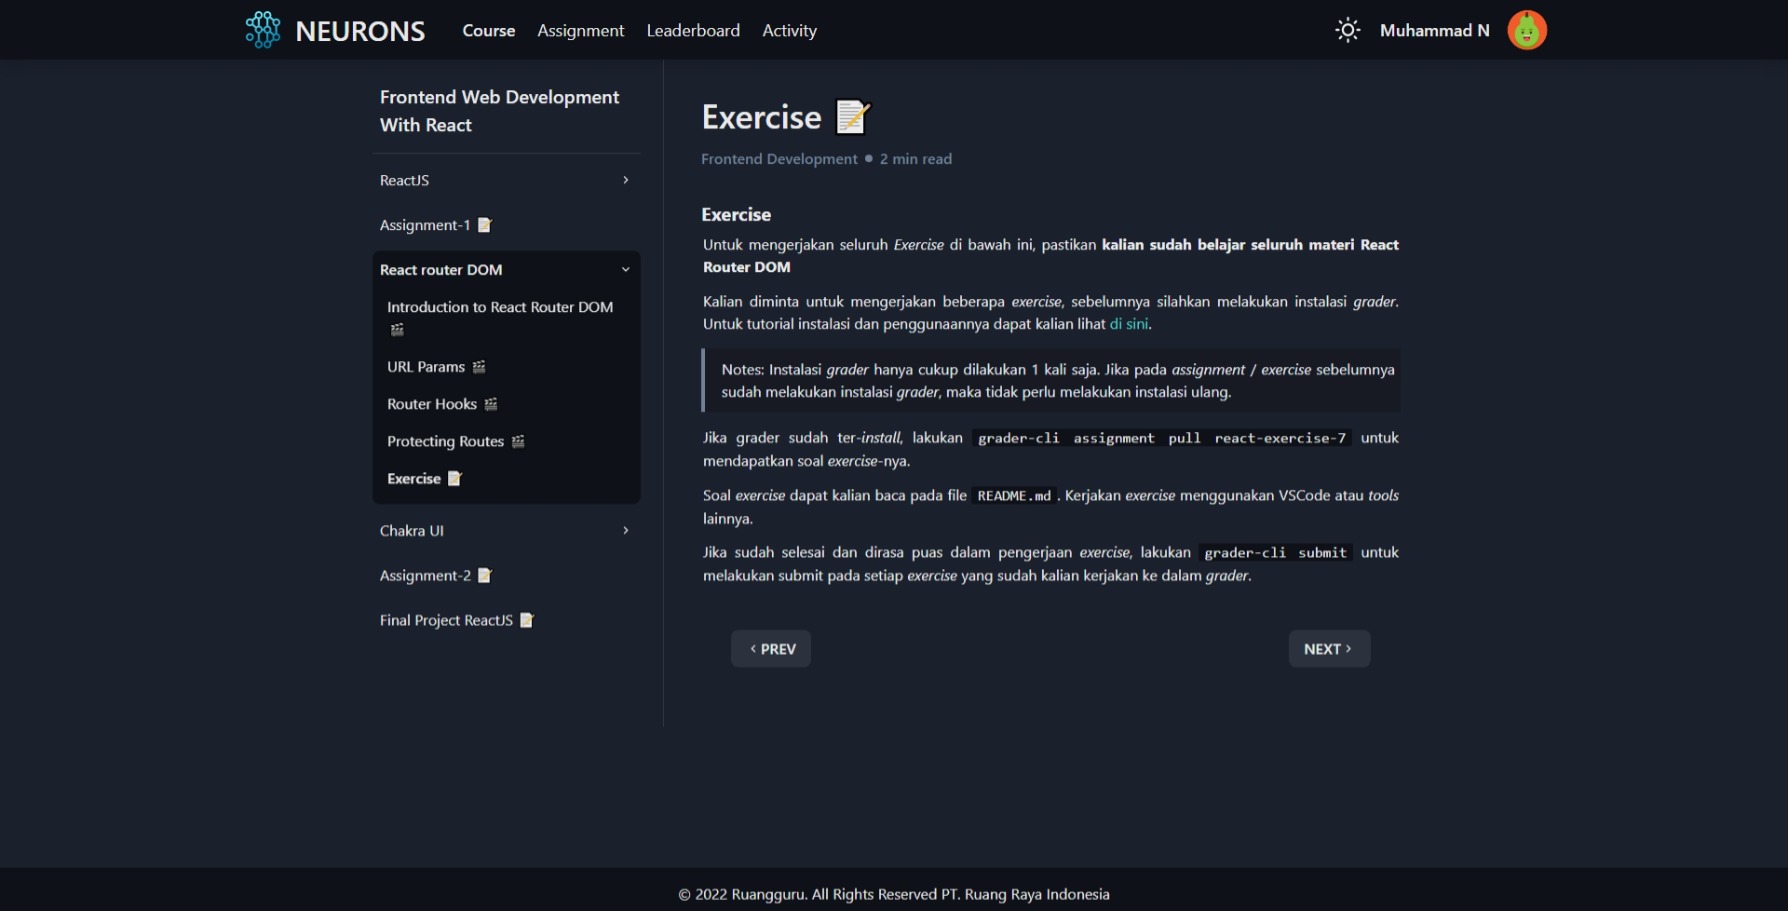 NEURONS
Course
Assignment
Leaderboard
Activity
Muhammad N
Frontend Web Development
With React
ReactJS
Assignment-1
React router DOM
Introduction to React Router DOM
URL Params
Router Hooks
Protecting Routes
Exercise
Chakra UI
Assignment-2
Final Project ReactJS
Exercise
Frontend Development • 2 min read
Exercise
Untuk mengerjakan seluruh Exercise di bawah ini, pastikan kalian sudah belajar seluruh materi React
Router DOM
Kalian diminta untuk mengerjakan beberapa exercise, sebelumnya silahkan melakukan instalasi grader.
Untuk tutorial instalasi dan penggunaannya dapat kalian lihat di sini.
Notes: Instalasi grader hanya cukup dilakukan 1 kali saja. Jika pada assignment / exercise sebelumnya
sudah melakukan instalasi grader, maka tidak perlu melakukan instalasi ulang.
Jika grader sudah ter-install, lakukan grader-cli assignment pull react-exercise-7 untuk
mendapatkan soal exercise-nya.
Soal exercise dapat kalian baca pada file README.md. Kerjakan exercise menggunakan VSCode atau tools
lainnya.
Jika sudah selesai dan dirasa puas dalam pengerjaan exercise, lakukan grader-cli submit untuk
melakukan submit pada setiap exercise yang sudah kalian kerjakan ke dalam grader.
‹ PREV
NEXT ›
© 2022 Ruangguru. All Rights Reserved PT. Ruang Raya Indonesia